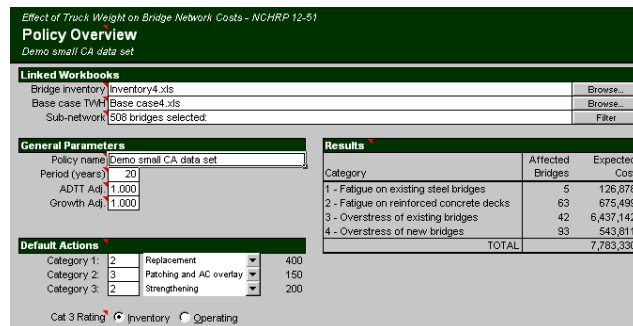 Effect of Truck Weight on Bridge Network Costs - NCHRP 12-51
Policy Overview
Demo small CA data set
Linked Workbooks
Bridge inventory Inventory4.xls Browse...
Base case TWH Base case4.xls Browse...
Sub-network 508 bridges selected: Filter
General Parameters
Policy name Demo small CA data set
Period (years) 20
ADTT Adj. 1.000
Growth Adj. 1.000
Results
Affected Expected
Category Bridges Cost
1 - Fatigue on existing steel bridges 5 126,878
2 - Fatigue on reinforced concrete decks 63 675,499
3 - Overstress of existing bridges 42 6,437,142
4 - Overstress of new bridges 93 543,811
TOTAL 7,783,330
Default Actions
Category 1: 2 Replacement 400
Category 2: 3 Patching and AC overlay 150
Category 3: 2 Strengthening 200
Cat 3 Rating Inventory Operating